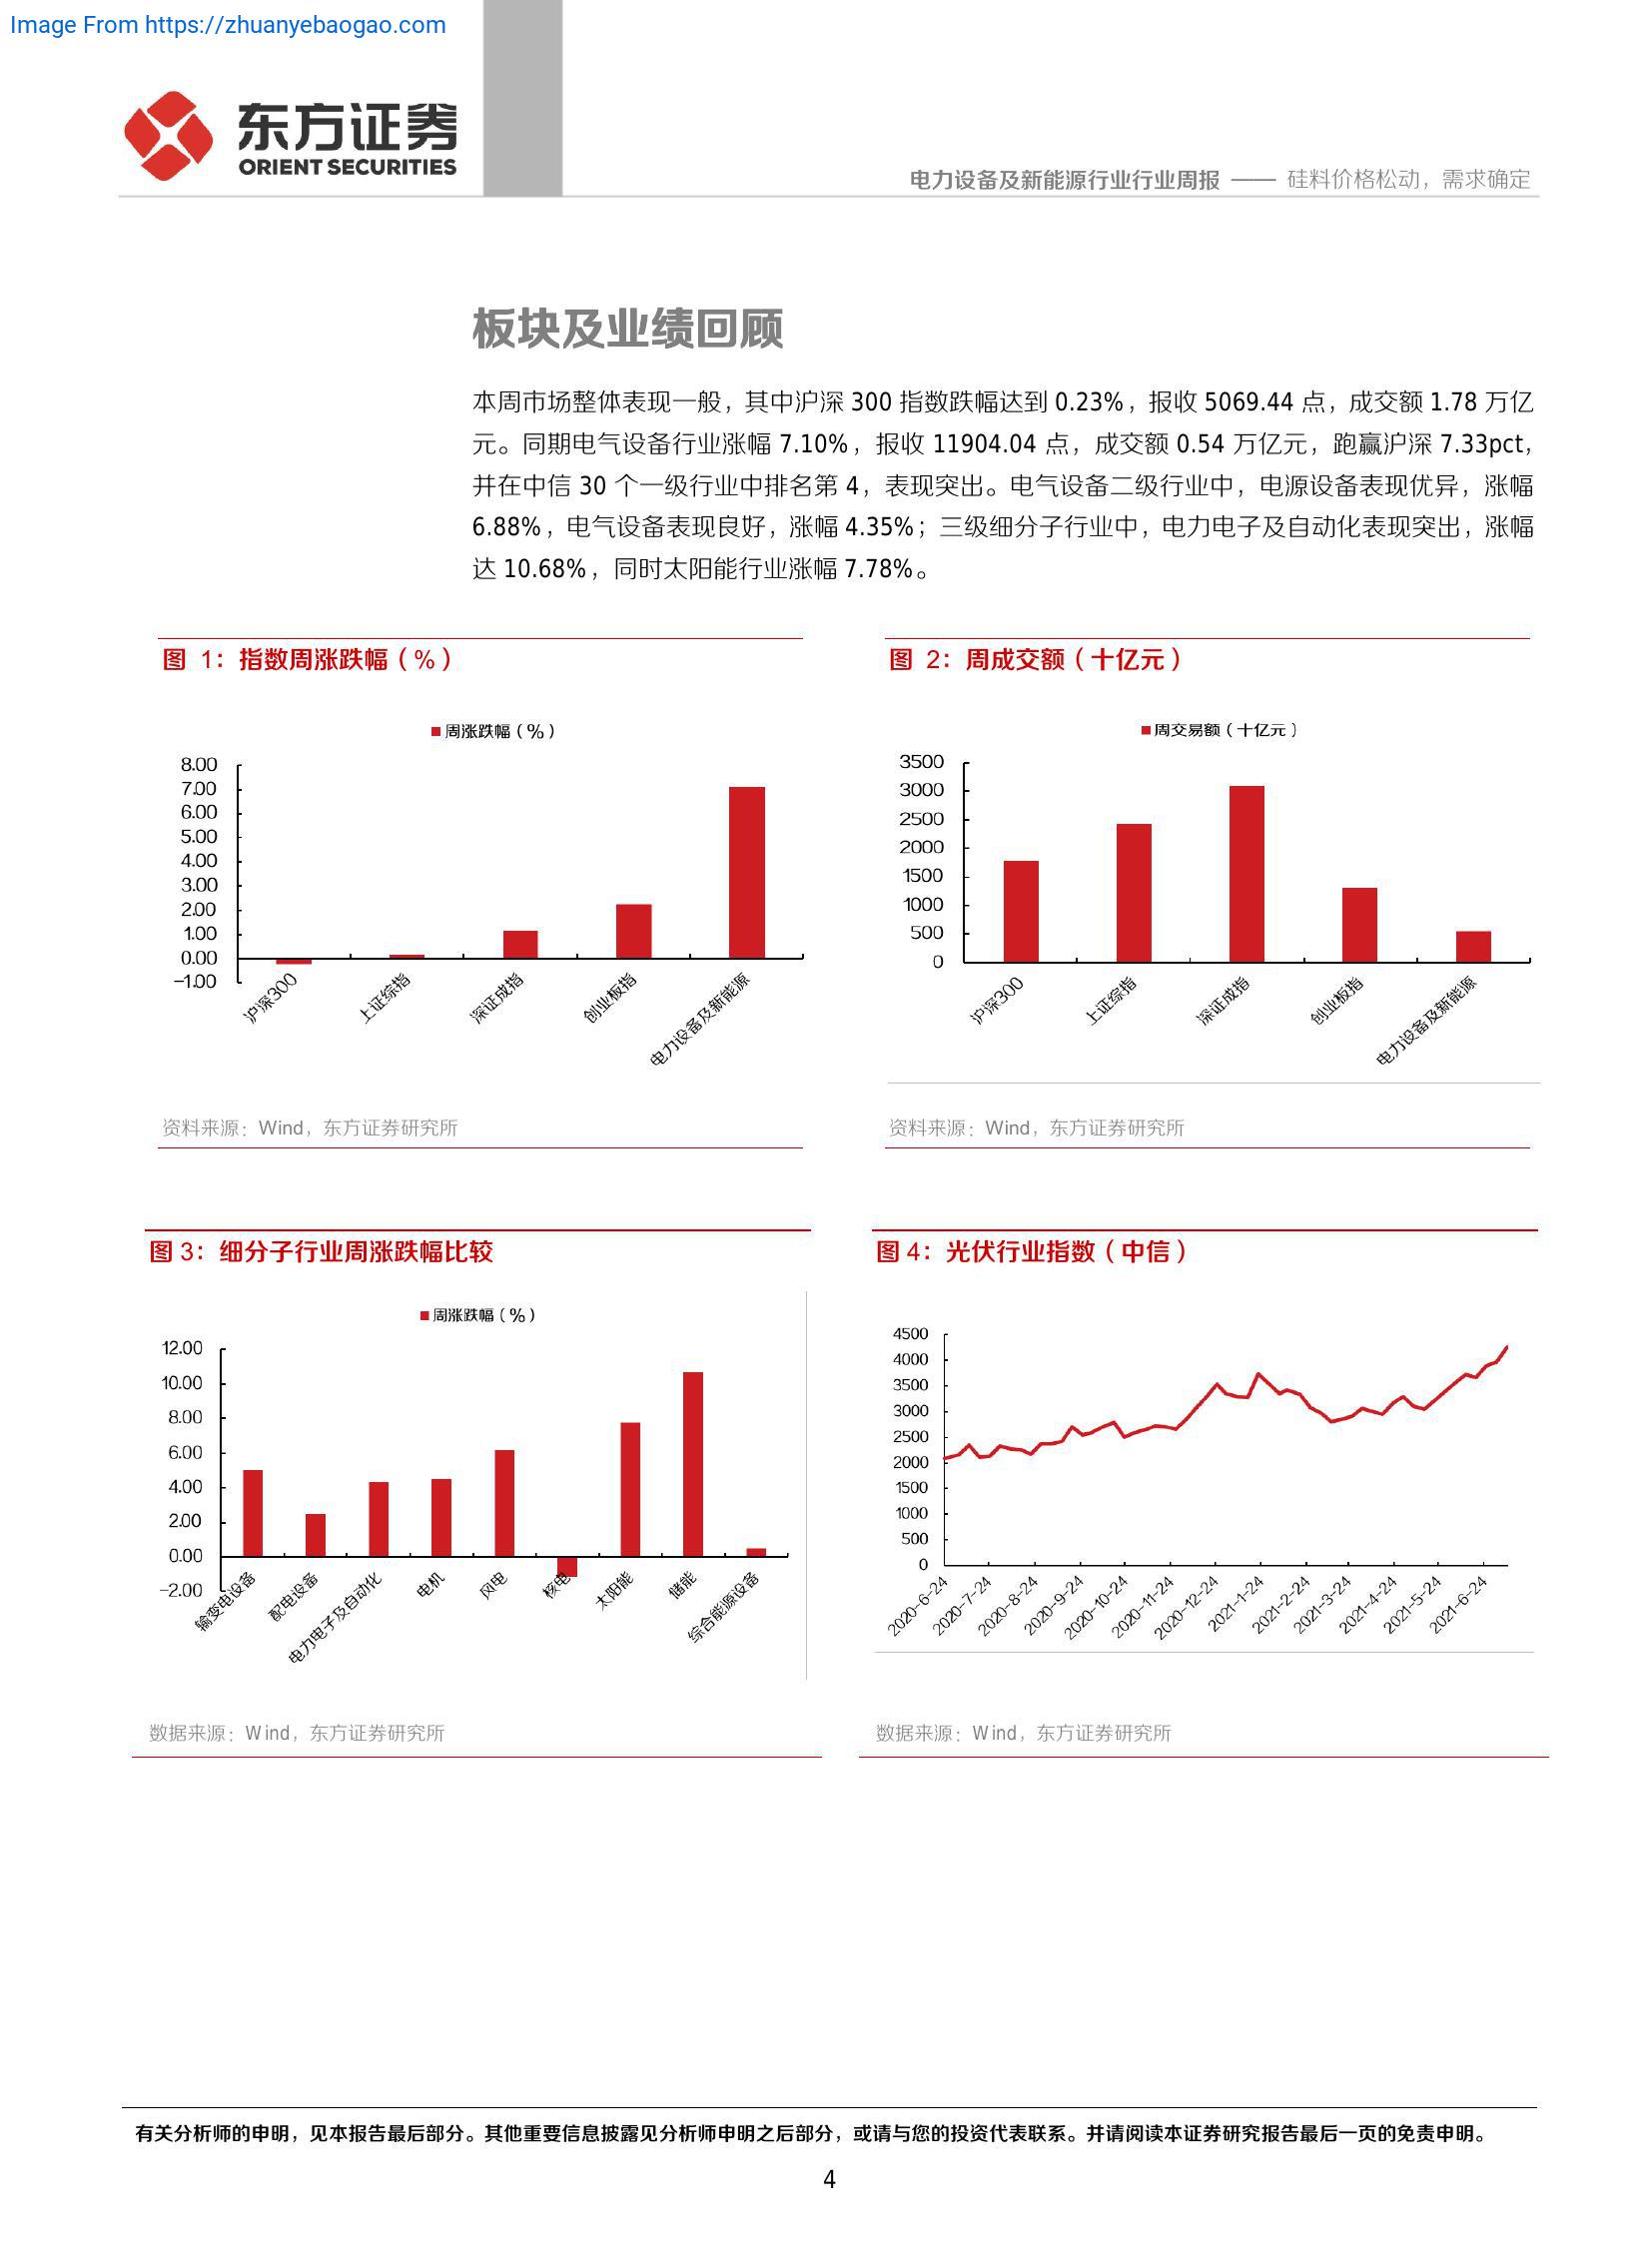 Image From https://zhuanyebaogao.com
东方证券
ORIENT SECURITIES
电力设备及新能源行业行业周报 —— 硅料价格松动，需求确定
板块及业绩回顾
本周市场整体表现一般，其中沪深 300 指数跌幅达到 0.23%，报收 5069.44 点，成交额 1.78 万亿
元。同期电气设备行业涨幅 7.10%，报收 11904.04 点，成交额 0.54 万亿元，跑赢沪深 7.33pct，
并在中信 30 个一级行业中排名第 4，表现突出。电气设备二级行业中，电源设备表现优异，涨幅
6.88%，电气设备表现良好，涨幅 4.35%；三级细分子行业中，电力电子及自动化表现突出，涨幅
达 10.68%，同时太阳能行业涨幅 7.78%。
图 1：指数周涨跌幅（%）
周涨跌幅（%）
8.00
7.00
6.00
5.00
4.00
3.00
2.00
1.00
0.00
-1.00
沪深300
上证综指
深证成指
创业板指
电力设备及新能源
资料来源：Wind，东方证券研究所
图 2：周成交额（十亿元）
周交易额（十亿元）
3500
3000
2500
2000
1500
1000
500
0
沪深300
上证综指
深证成指
创业板指
电力设备及新能源
资料来源：Wind，东方证券研究所
图 3：细分子行业周涨跌幅比较
周涨跌幅（%）
12.00
10.00
8.00
6.00
4.00
2.00
0.00
-2.00
输变电设备
配电设备
电力电子及自动化
电机
风电
核电
太阳能
储能
综合能源设备
数据来源：Wind，东方证券研究所
图 4：光伏行业指数（中信）
4500
4000
3500
3000
2500
2000
1500
1000
500
0
2020-6-24
2020-7-24
2020-8-24
2020-9-24
2020-10-24
2020-11-24
2020-12-24
2021-1-24
2021-2-24
2021-3-24
2021-4-24
2021-5-24
2021-6-24
数据来源：Wind，东方证券研究所
有关分析师的申明，见本报告最后部分。其他重要信息披露见分析师申明之后部分，或请与您的投资代表联系。并请阅读本证券研究报告最后一页的免责申明。
4